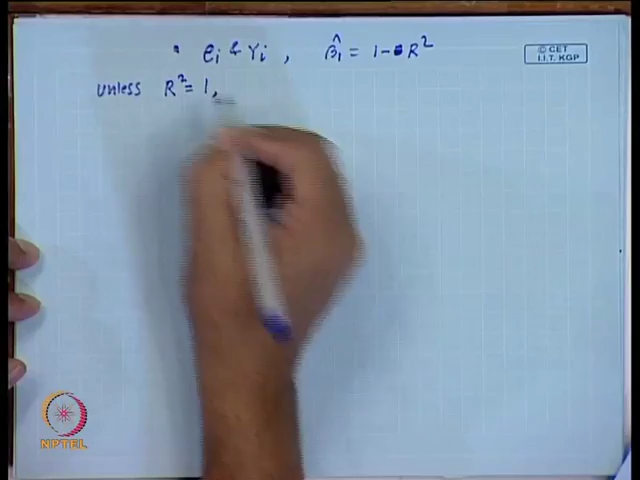 • eᵢ & Yᵢ , β̂₁ = 1 - R²
© CET
I.I.T. KGP
unless R² = 1,
NPTEL